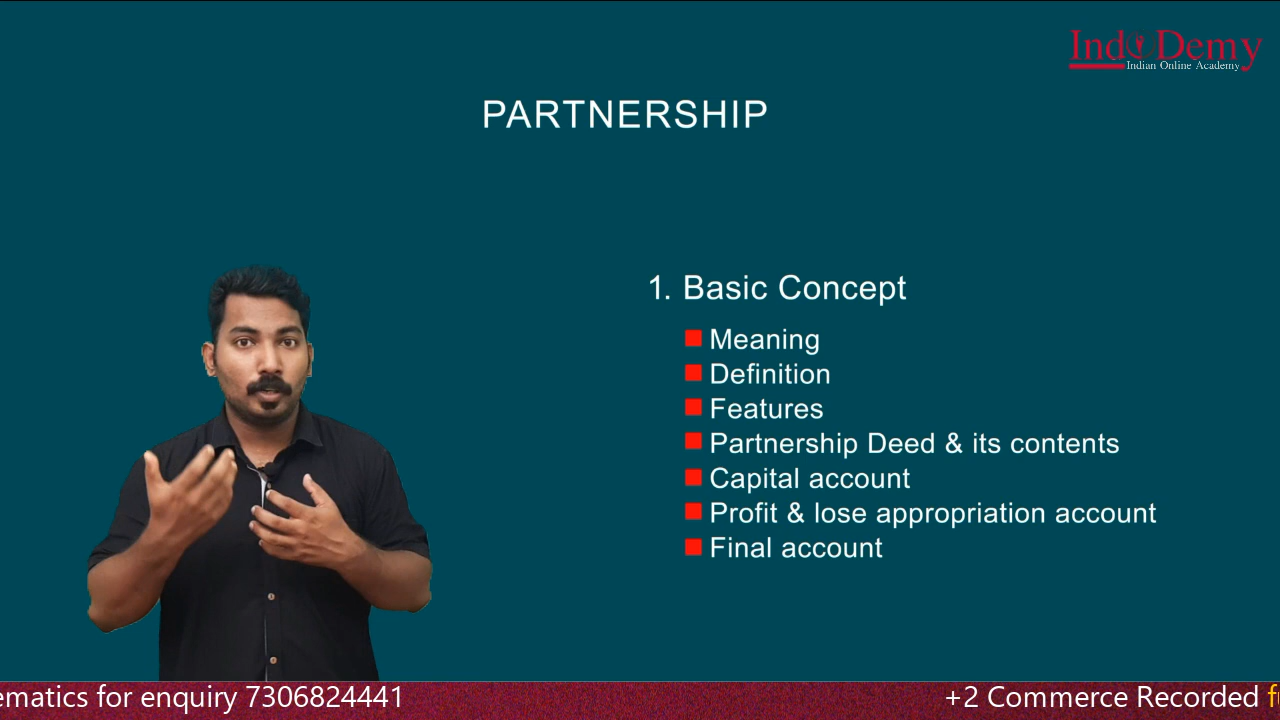 Indo Demy
Indian Online Academy
PARTNERSHIP
1. Basic Concept
Meaning
Definition
Features
Partnership Deed & its contents
Capital account
Profit & lose appropriation account
Final account
ematics for enquiry 7306824441
+2 Commerce Recorded f